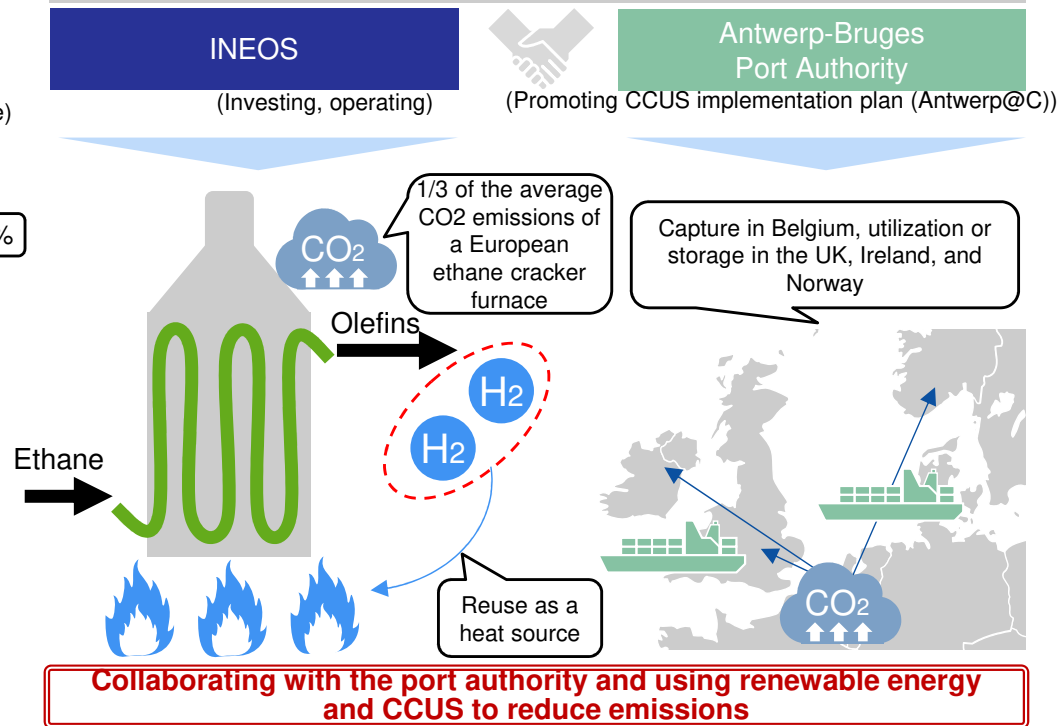 INEOS
Antwerp-Bruges
Port Authority
(Investing, operating)
(Promoting CCUS implementation plan (Antwerp@C))
e)
%
CO2
1/3 of the average
CO2 emissions of
a European
ethane cracker
furnace
Capture in Belgium, utilization or
storage in the UK, Ireland, and
Norway
Olefins
H2
H2
Ethane
Reuse as a
heat source
CO2
Collaborating with the port authority and using renewable energy
and CCUS to reduce emissions